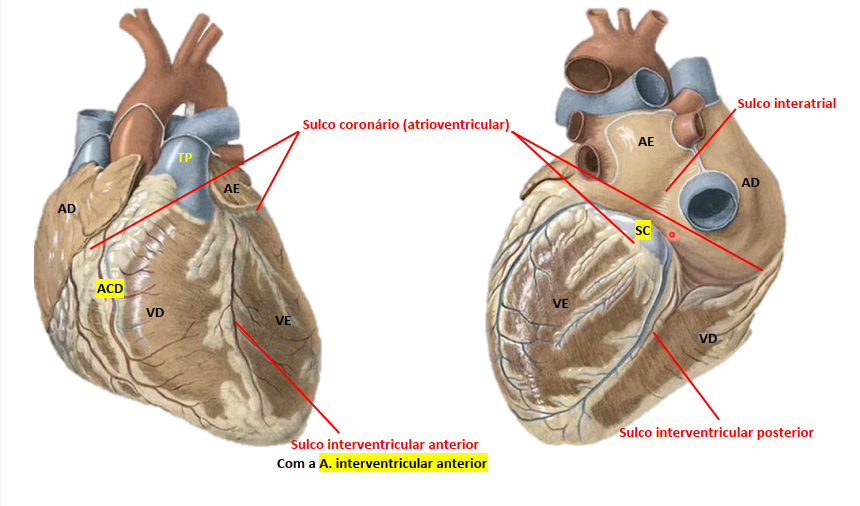 Sulco interatrial
Sulco coronário (atrioventricular)
AE
TP
AD
AE
AD
SC
ACD
VD
VE
VE
VD
Sulco interventricular anterior
Com a A. interventricular anterior
Sulco interventricular posterior